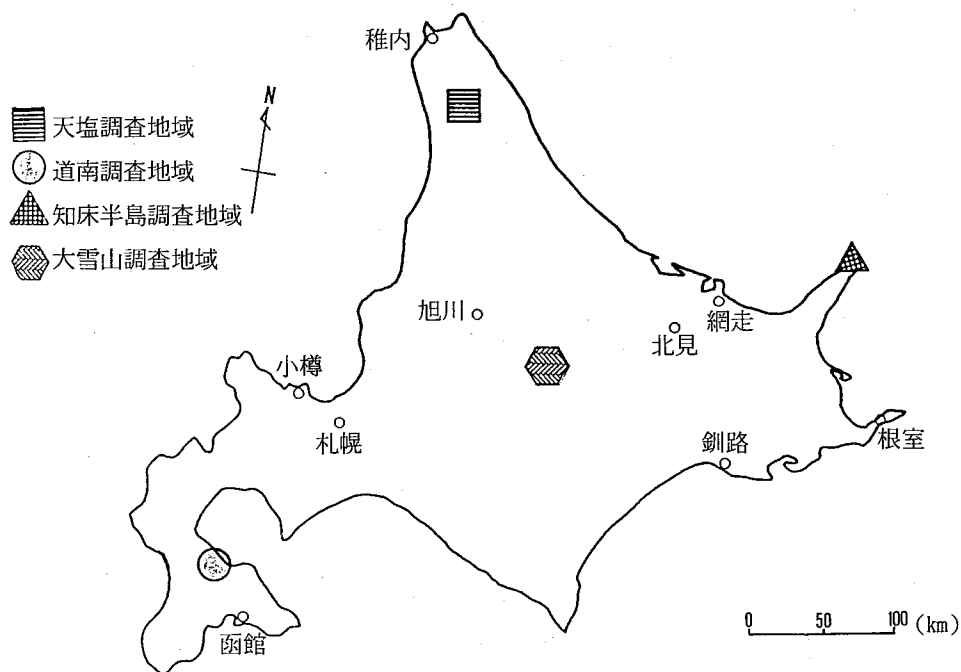 稚内
N
天塩調査地域
道南調査地域
知床半島調査地域
大雪山調査地域
旭川
網走
北見
小樽
札幌
釧路
根室
函館
0 50 100 (km)